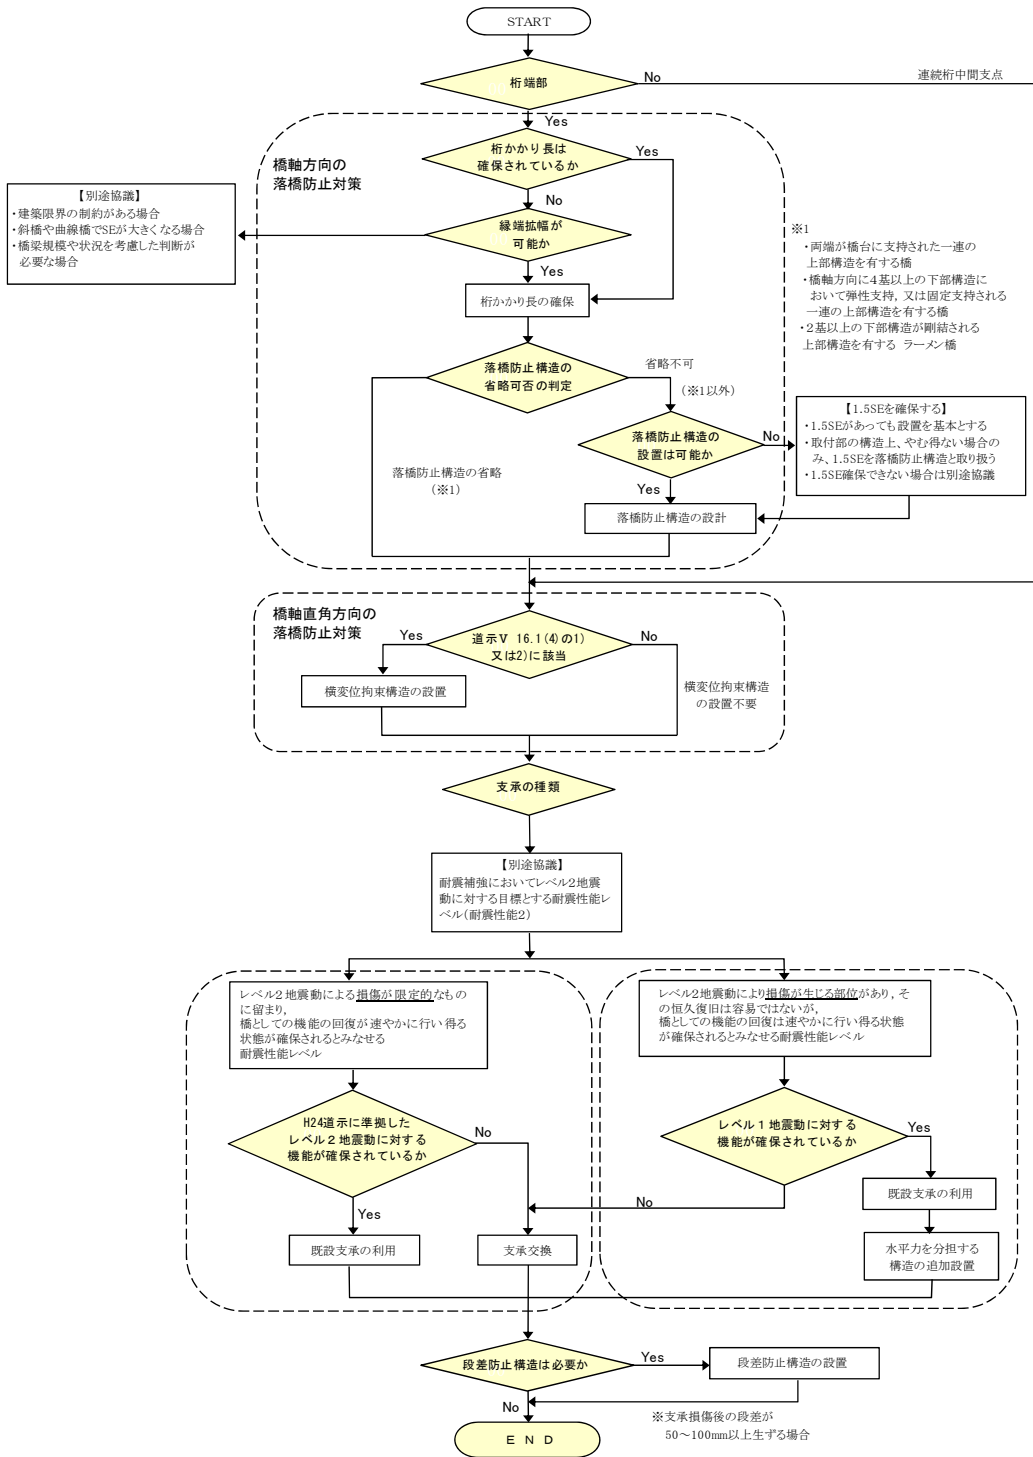 START
桁端部
No
連続桁中間支点
Yes
橋軸方向の
落橋防止対策
桁かかり長は
確保されているか
Yes
No
【別途協議】
・建築限界の制約がある場合
・斜橋や曲線橋でSEが大きくなる場合
・橋梁規模や状況を考慮した判断が
必要な場合
縁端拡幅が
可能か
Yes
桁かかり長の確保
※1
・両端が橋台に支持された一連の
上部構造を有する橋
・橋軸方向に4基以上の下部構造に
おいて弾性支持, 又は固定支持される
一連の上部構造を有する橋
・2基以上の下部構造が剛結される
上部構造を有する ラーメン橋
落橋防止構造の
省略可否の判定
省略不可
(※1以外)
落橋防止構造の
設置は可能か
No
【1.5SEを確保する】
・1.5SEがあっても設置を基本とする
・取付部の構造上、やむ得ない場合の
み、1.5SEを落橋防止構造と取り扱う
・1.5SE確保できない場合は別途協議
落橋防止構造の省略
(※1)
Yes
落橋防止構造の設計
橋軸直角方向の
落橋防止対策
Yes
道示Ⅴ 16.1(4)の1)
又は2)に該当
No
横変位拘束構造の設置
横変位拘束構造
の設置不要
支承の種類
【別途協議】
耐震補強においてレベル2地震
動に対する目標とする耐震性能レ
ベル(耐震性能2)
レベル2地震動による損傷が限定的なもの
に留まり,
橋としての機能の回復が速やかに行い得る
状態が確保されるとみなせる
耐震性能レベル
レベル2地震動により損傷が生じる部位があり, そ
の恒久復旧は容易ではないが,
橋としての機能の回復は速やかに行い得る状態
が確保されるとみなせる耐震性能レベル
H24道示に準拠した
レベル2地震動に対する
機能が確保されているか
No
レベル1地震動に対する
機能が確保されているか
Yes
Yes
No
既設支承の利用
既設支承の利用
支承交換
水平力を分担する
構造の追加設置
段差防止構造は必要か
Yes
段差防止構造の設置
No
※支承損傷後の段差が
50～100mm以上生ずる場合
END